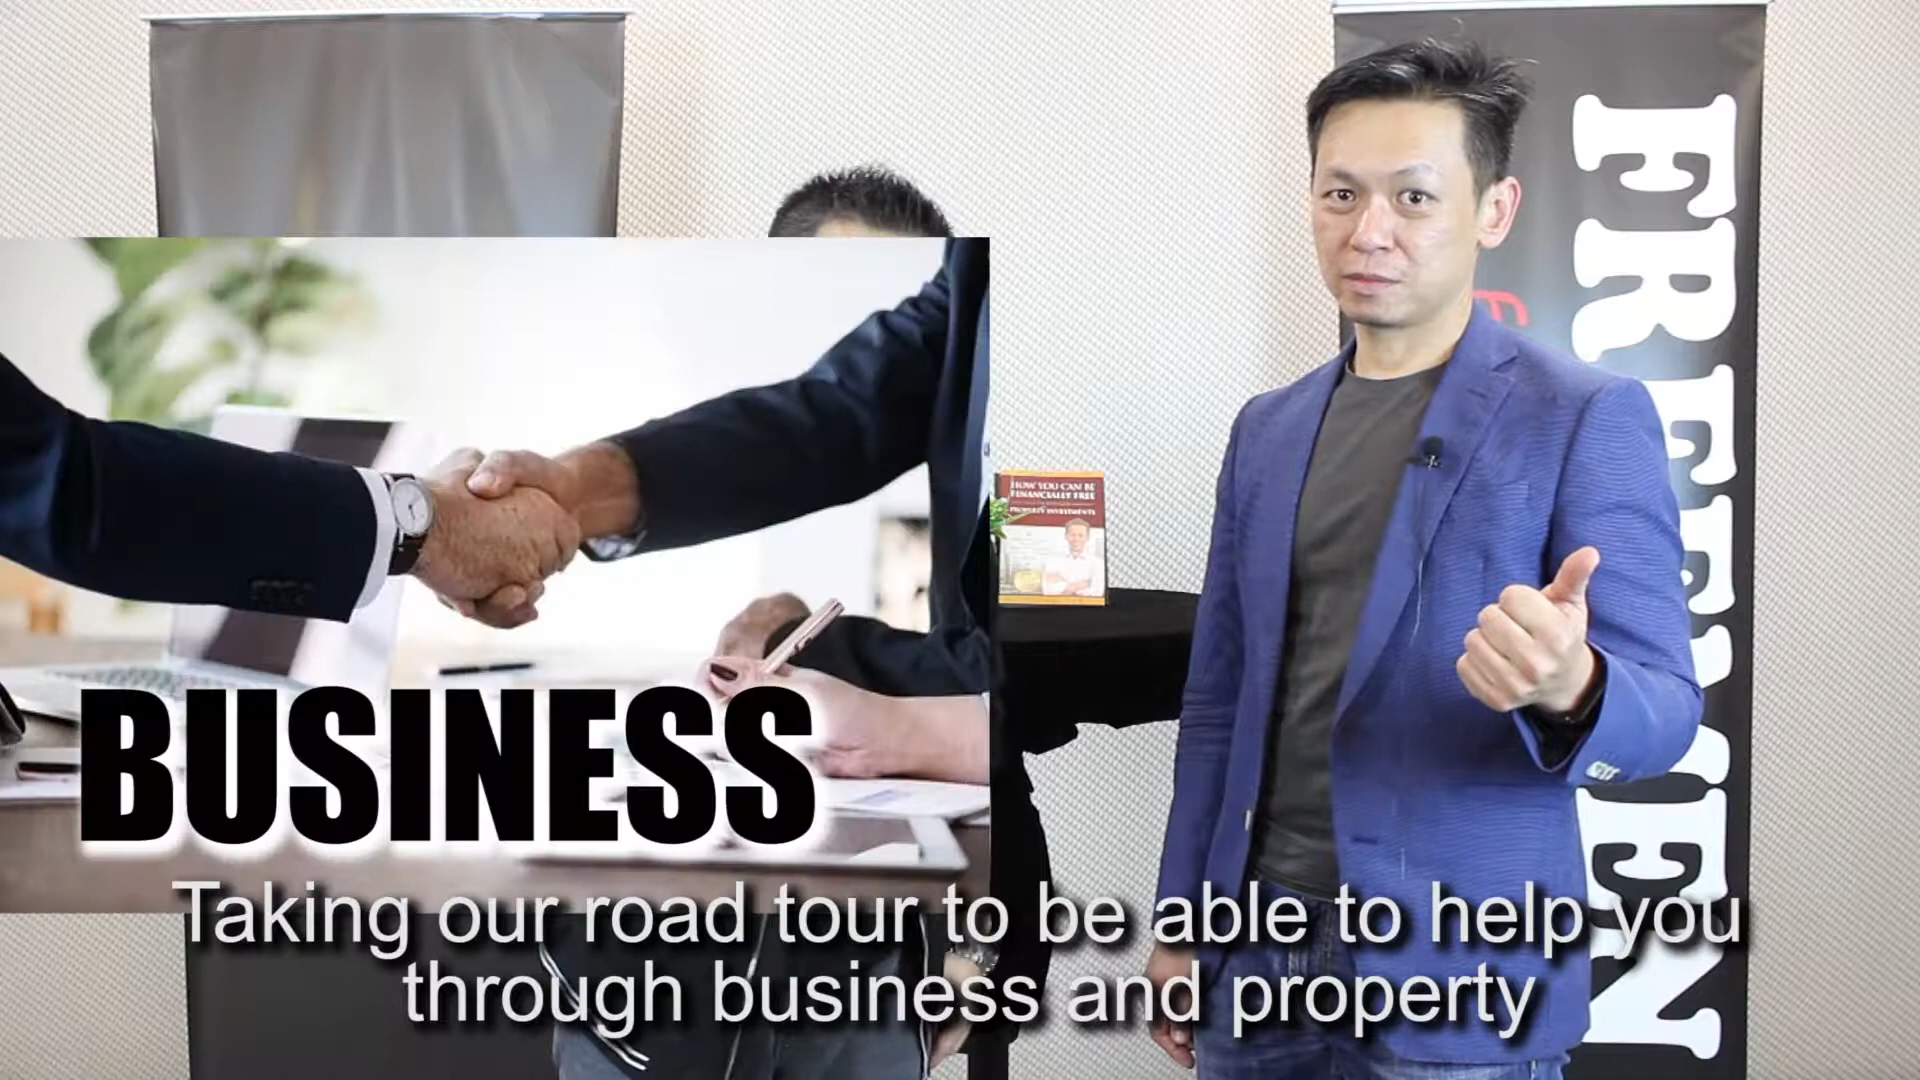 FREEMEN
HOW YOU CAN BE
FINANCIALLY FREE
PROPERTY INVESTMENTS
BUSINESS
Taking our road tour to be able to help you
through business and property